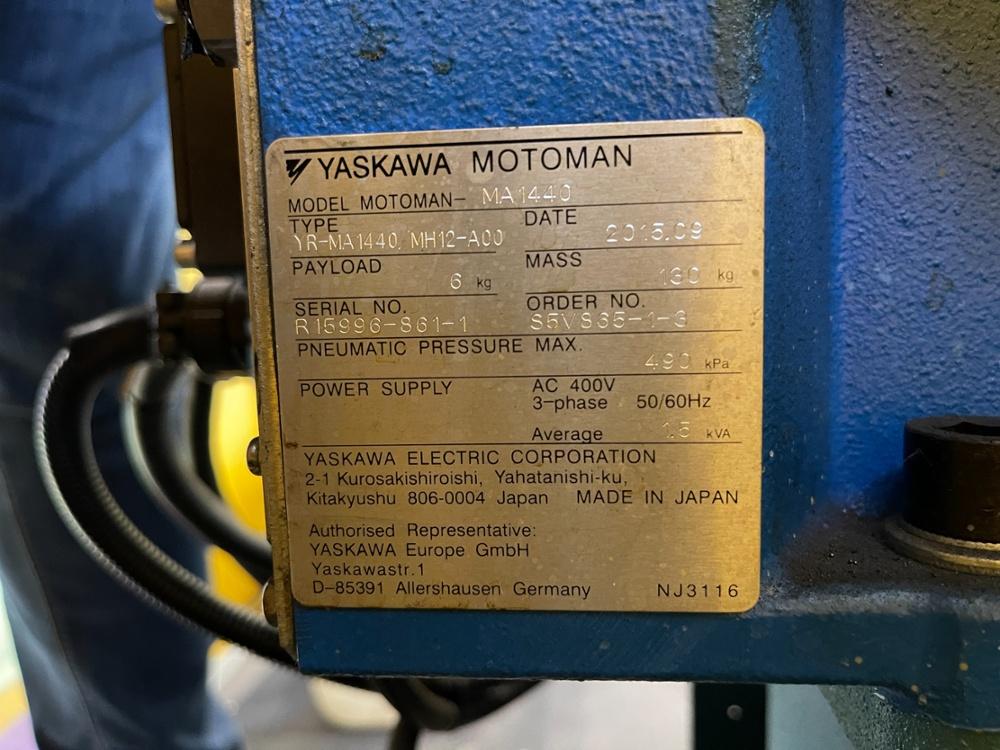 YASKAWA MOTOMAN
MODEL MOTOMAN- MA1440
TYPE DATE
YR-MA1440, MH12-A00 2015.09
PAYLOAD MASS
6 kg 130 kg
SERIAL NO. ORDER NO.
R15996-861-1 S5V835-1-3
PNEUMATIC PRESSURE MAX.
490 kPa
POWER SUPPLY AC 400V
3-phase 50/60Hz
Average 1.5 kVA
YASKAWA ELECTRIC CORPORATION
2-1 Kurosakishiroishi, Yahatanishi-ku,
Kitakyushu 806-0004 Japan MADE IN JAPAN
Authorised Representative:
YASKAWA Europe GmbH
Yaskawastr.1
D-85391 Allershausen Germany NJ3116